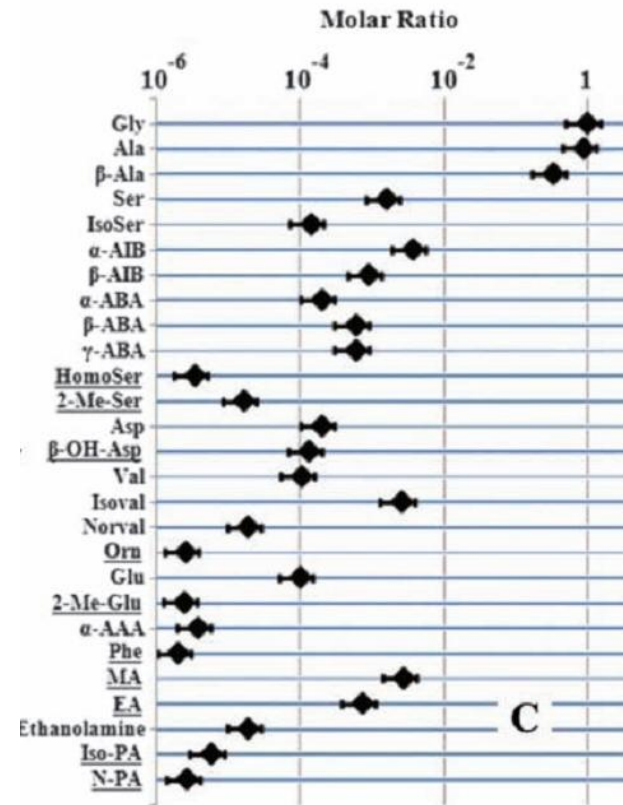 Molar Ratio
10-6 10-4 10-2 1
Gly
Ala
β-Ala
Ser
IsoSer
α-AIB
β-AIB
α-ABA
β-ABA
γ-ABA
HomoSer
2-Me-Ser
Asp
β-OH-Asp
Val
Isoval
Norval
Orn
Glu
2-Me-Glu
α-AAA
Phe
MA
EA
C
Ethanolamine
Iso-PA
N-PA